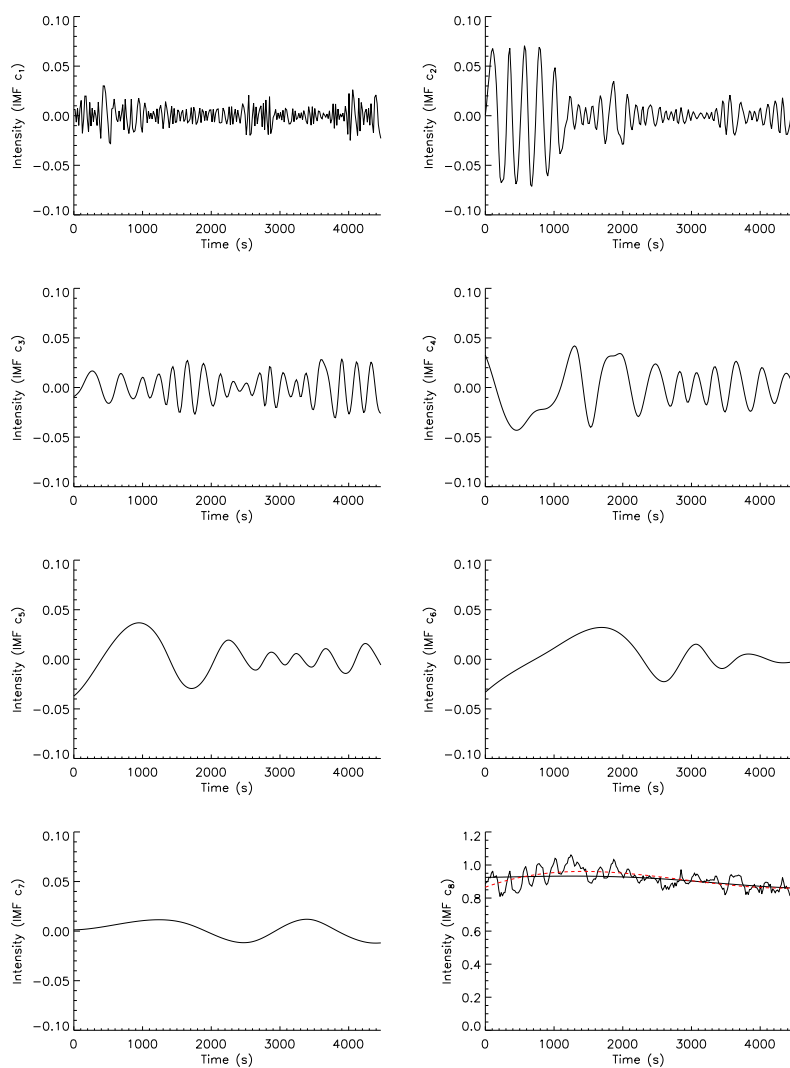 0.10
0.05
0.00
−0.05
−0.10
Intensity (IMF c₁)
0 1000 2000 3000 4000
Time (s)
0.10
0.05
0.00
−0.05
−0.10
Intensity (IMF c₂)
0 1000 2000 3000 4000
Time (s)
0.10
0.05
0.00
−0.05
−0.10
Intensity (IMF c₃)
0 1000 2000 3000 4000
Time (s)
0.10
0.05
0.00
−0.05
−0.10
Intensity (IMF c₄)
0 1000 2000 3000 4000
Time (s)
0.10
0.05
0.00
−0.05
−0.10
Intensity (IMF c₅)
0 1000 2000 3000 4000
Time (s)
0.10
0.05
0.00
−0.05
−0.10
Intensity (IMF c₆)
0 1000 2000 3000 4000
Time (s)
0.10
0.05
0.00
−0.05
−0.10
Intensity (IMF c₇)
0 1000 2000 3000 4000
Time (s)
1.2
1.0
0.8
0.6
0.4
0.2
0.0
Intensity (IMF c₈)
0 1000 2000 3000 4000
Time (s)